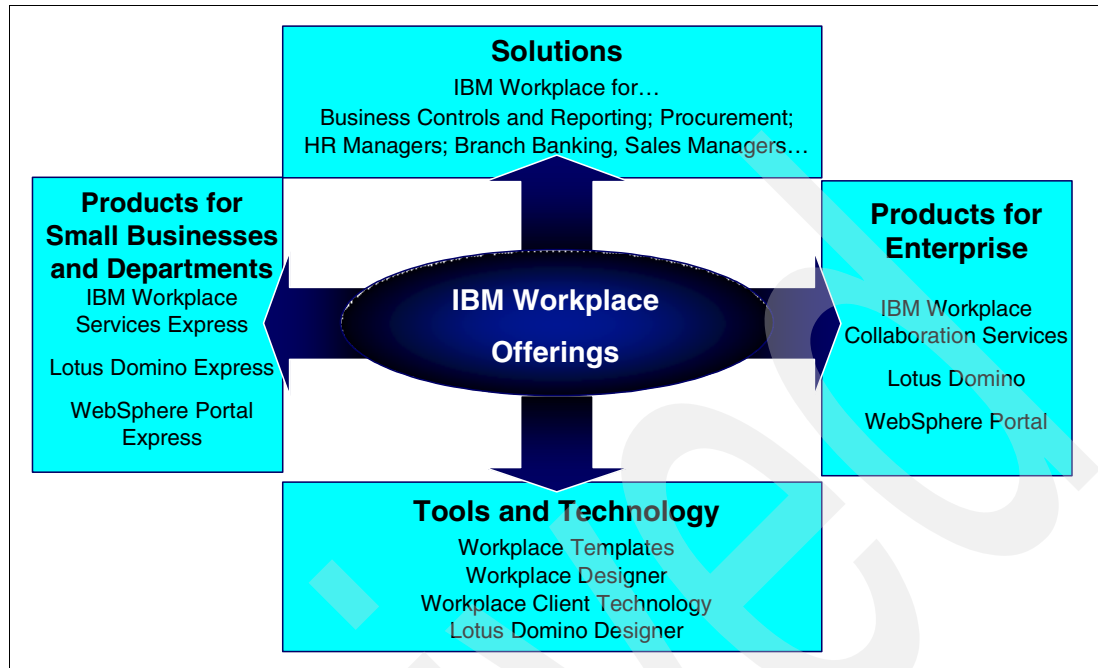 Solutions
IBM Workplace for…
Business Controls and Reporting; Procurement;
HR Managers; Branch Banking, Sales Managers…
Products for
Small Businesses
and Departments
IBM Workplace
Services Express
Lotus Domino Express
WebSphere Portal
Express
IBM Workplace
Offerings
Products for
Enterprise
IBM Workplace
Collaboration Services
Lotus Domino
WebSphere Portal
Tools and Technology
Workplace Templates
Workplace Designer
Workplace Client Technology
Lotus Domino Designer